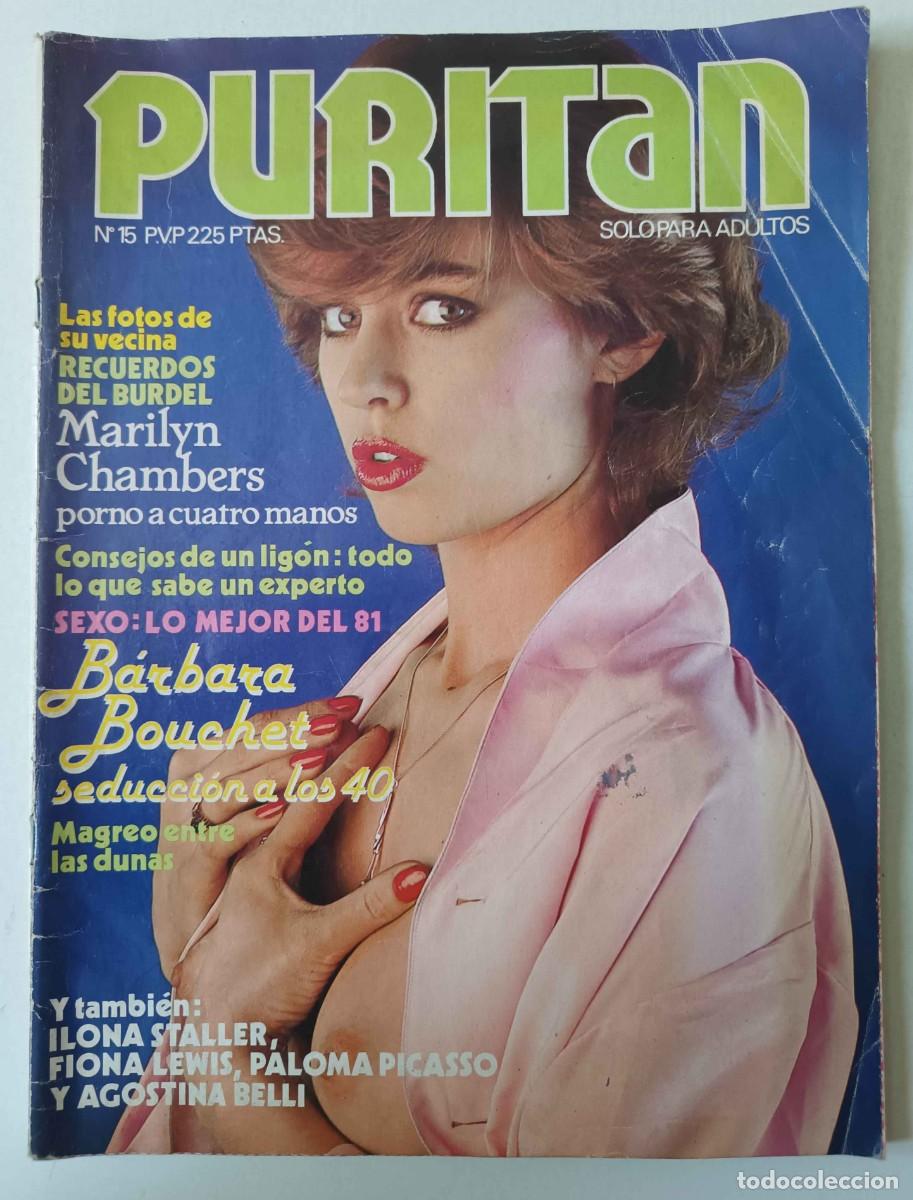 PURITan
Nº 15 P.V.P 225 PTAS.
SOLO PARA ADULTOS
Las fotos de
su vecina
RECUERDOS
DEL BURDEL
Marilyn
Chambers
porno a cuatro manos
Consejos de un ligón: todo
lo que sabe un experto
SEXO: LO MEJOR DEL 81
Bárbara
Bouchet
seducción a los 40
Magreo entre
las dunas
Y también:
ILONA STALLER,
FIONA LEWIS, PALOMA PICASSO
Y AGOSTINA BELLI
todocoleccion